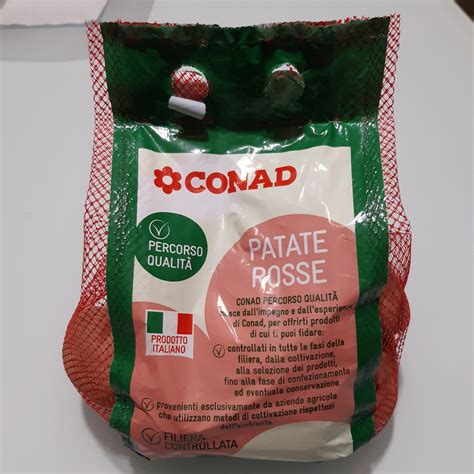 CONAD
PERCORSO
QUALITÀ
PATATE
ROSSE
CONAD PERCORSO QUALITÀ
nasce dall'impegno e dall'esperienza
di Conad, per offrirti prodotti
di cui ti puoi fidare:
controllati in tutte le fasi della
filiera, dalla coltivazione,
alla selezione dei prodotti,
fino alla fase di confezionamento
ed eventuale conservazione.
PRODOTTO
ITALIANO
provenienti esclusivamente da aziende agricole
che utilizzano metodi di coltivazione rispettosi
dell'ambiente.
FILIERA
CONTROLLATA